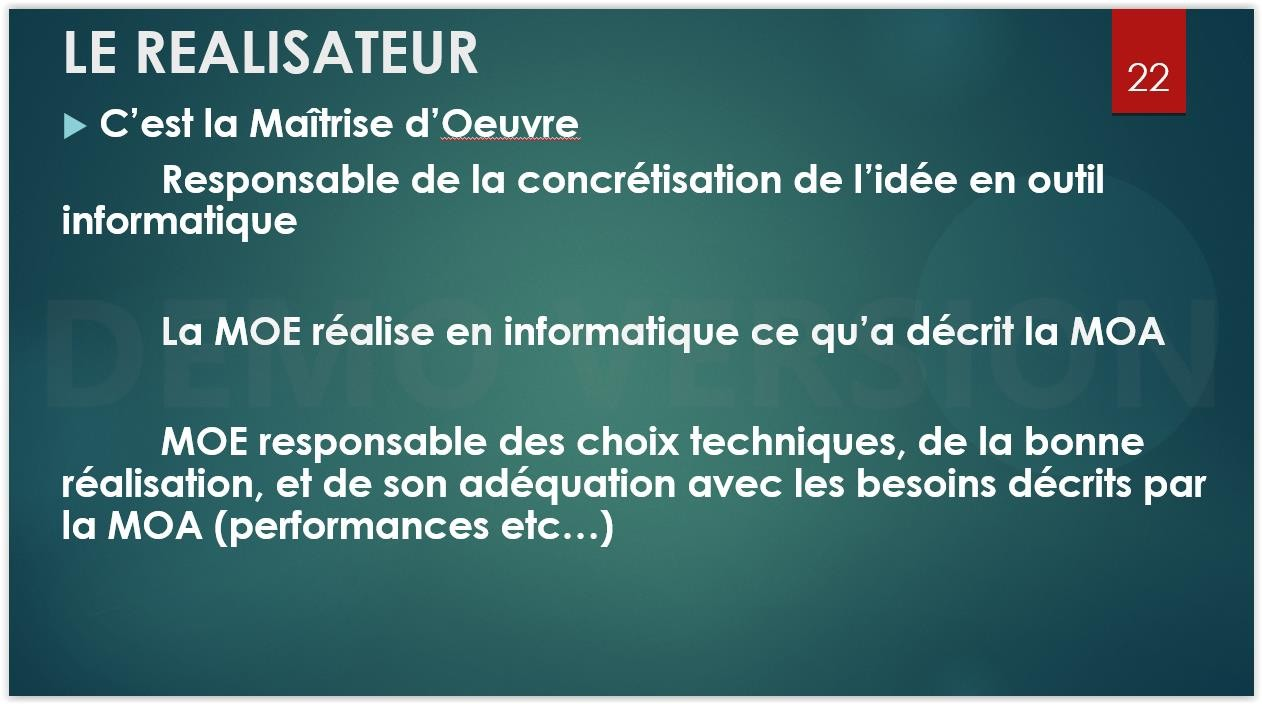 LE REALISATEUR
22
C’est la Maîtrise d’Oeuvre
Responsable de la concrétisation de l’idée en outil
informatique
La MOE réalise en informatique ce qu’a décrit la MOA
DEMO VERSION
MOE responsable des choix techniques, de la bonne
réalisation, et de son adéquation avec les besoins décrits par
la MOA (performances etc…)